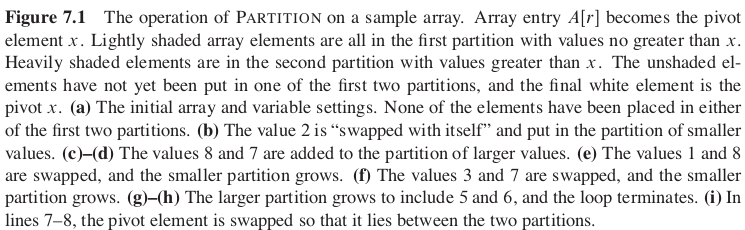 Figure 7.1 The operation of PARTITION on a sample array. Array entry A[r] becomes the pivot
element x. Lightly shaded array elements are all in the first partition with values no greater than x.
Heavily shaded elements are in the second partition with values greater than x. The unshaded el-
ements have not yet been put in one of the first two partitions, and the final white element is the
pivot x. (a) The initial array and variable settings. None of the elements have been placed in either
of the first two partitions. (b) The value 2 is “swapped with itself” and put in the partition of smaller
values. (c)–(d) The values 8 and 7 are added to the partition of larger values. (e) The values 1 and 8
are swapped, and the smaller partition grows. (f) The values 3 and 7 are swapped, and the smaller
partition grows. (g)–(h) The larger partition grows to include 5 and 6, and the loop terminates. (i) In
lines 7–8, the pivot element is swapped so that it lies between the two partitions.